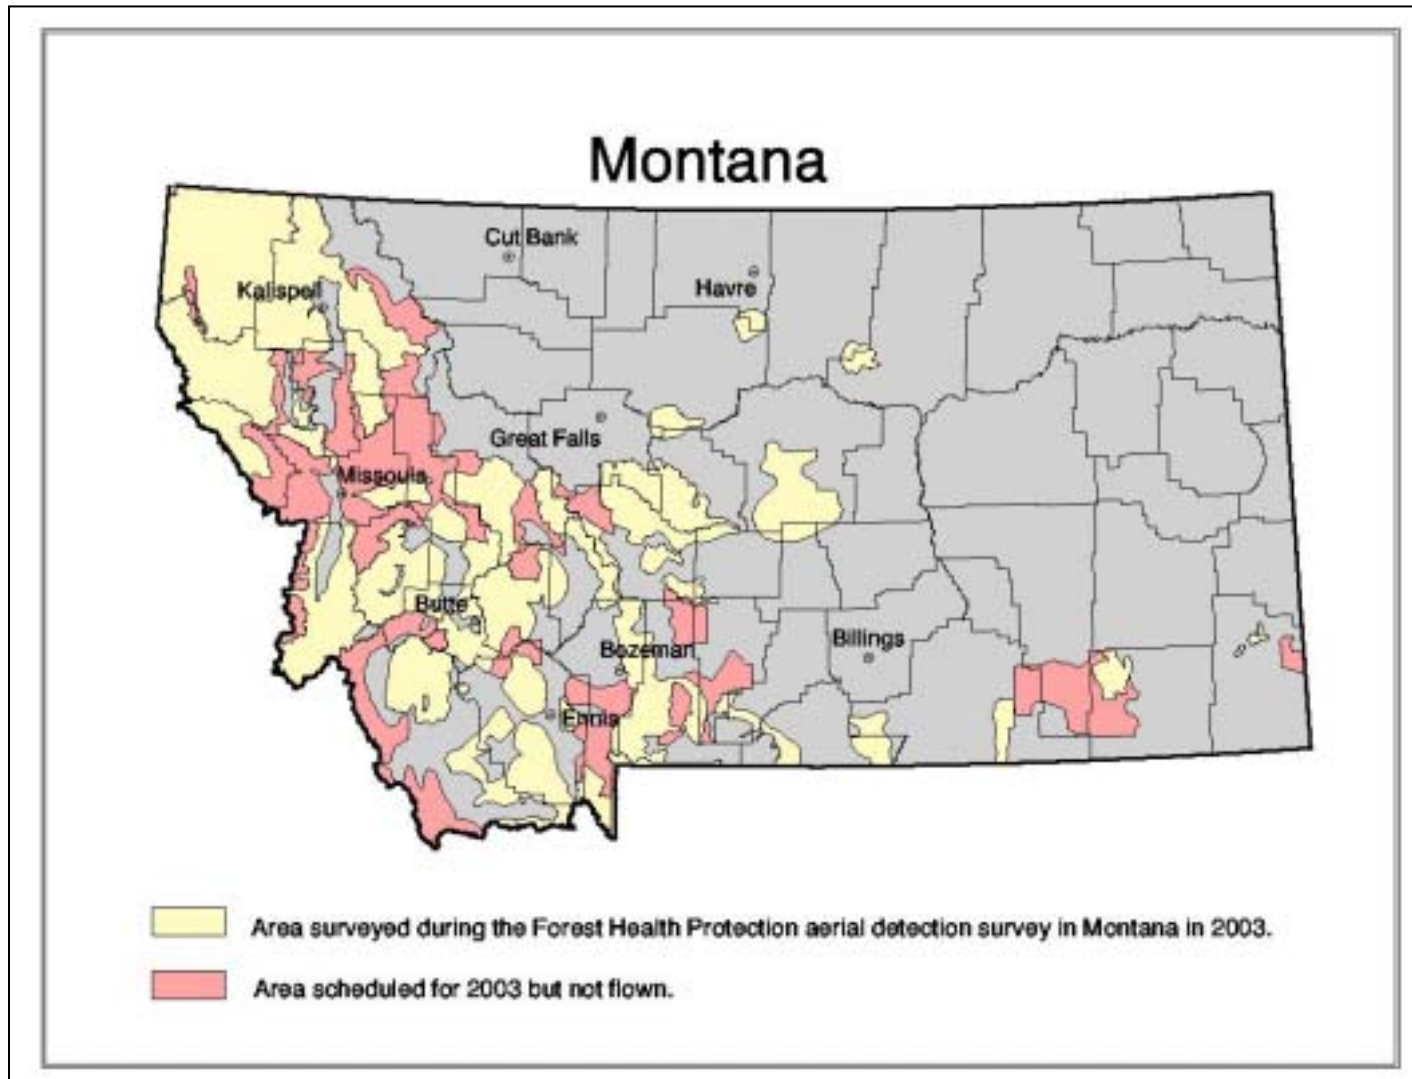 Montana
Cut Bank
Kalispell
Havre
Great Falls
Missoula
Butte
Billings
Bozeman
Ennis
Area surveyed during the Forest Health Protection aerial detection survey in Montana in 2003.
Area scheduled for 2003 but not flown.